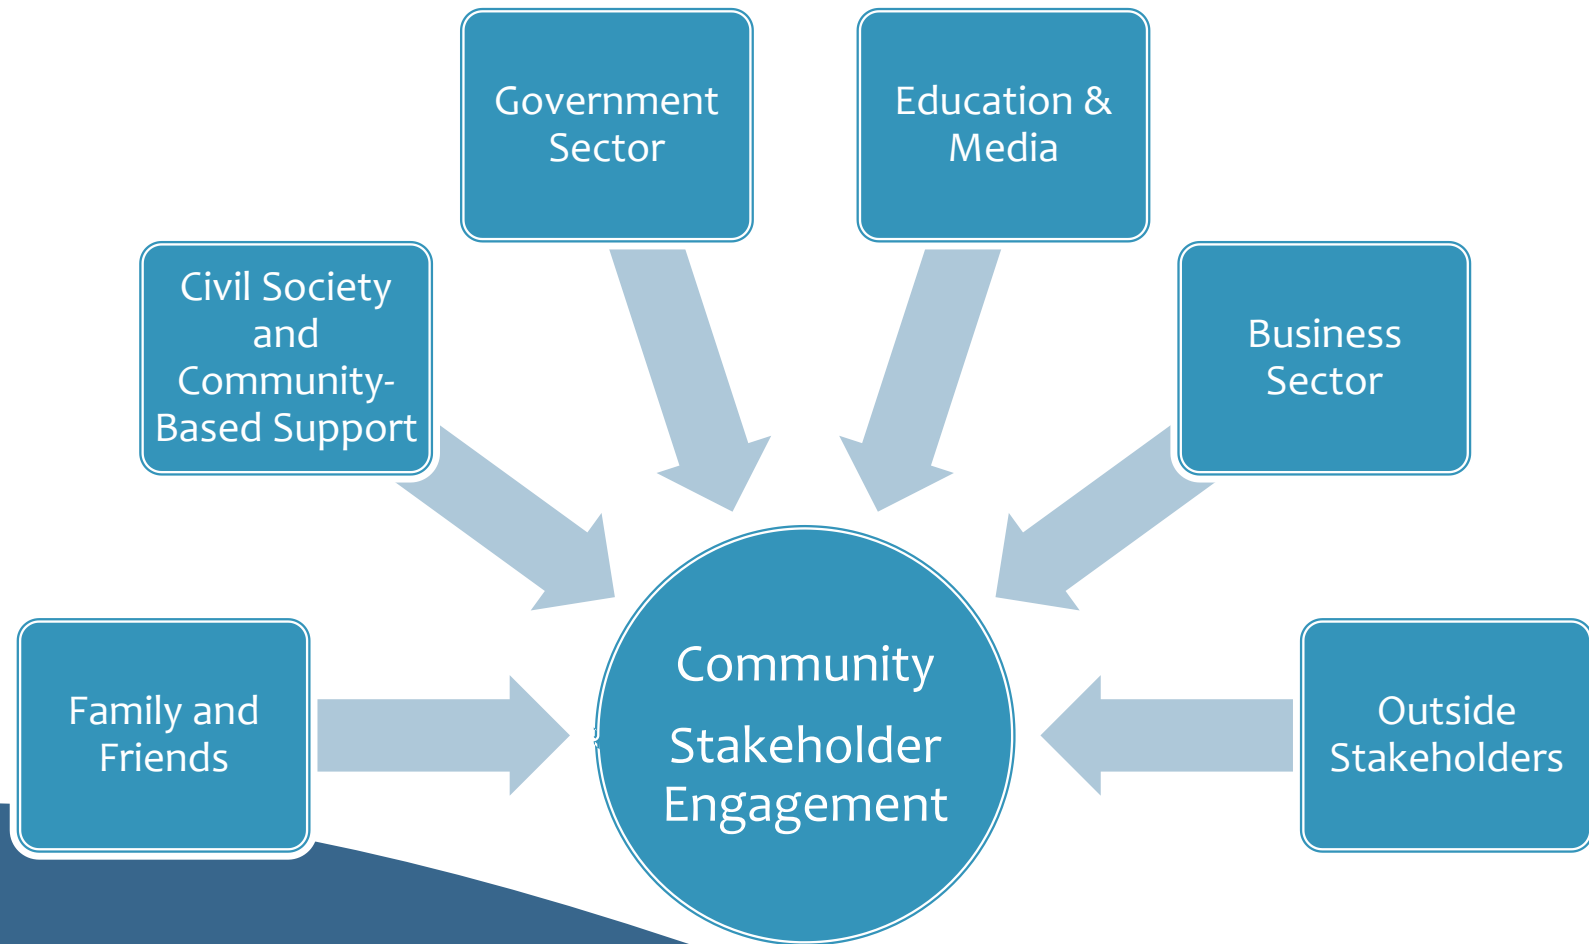 Government
Sector
Education &
Media
Civil Society
and
Community-
Based Support
Business
Sector
Family and
Friends
Community
Stakeholder
Engagement
Outside
Stakeholders